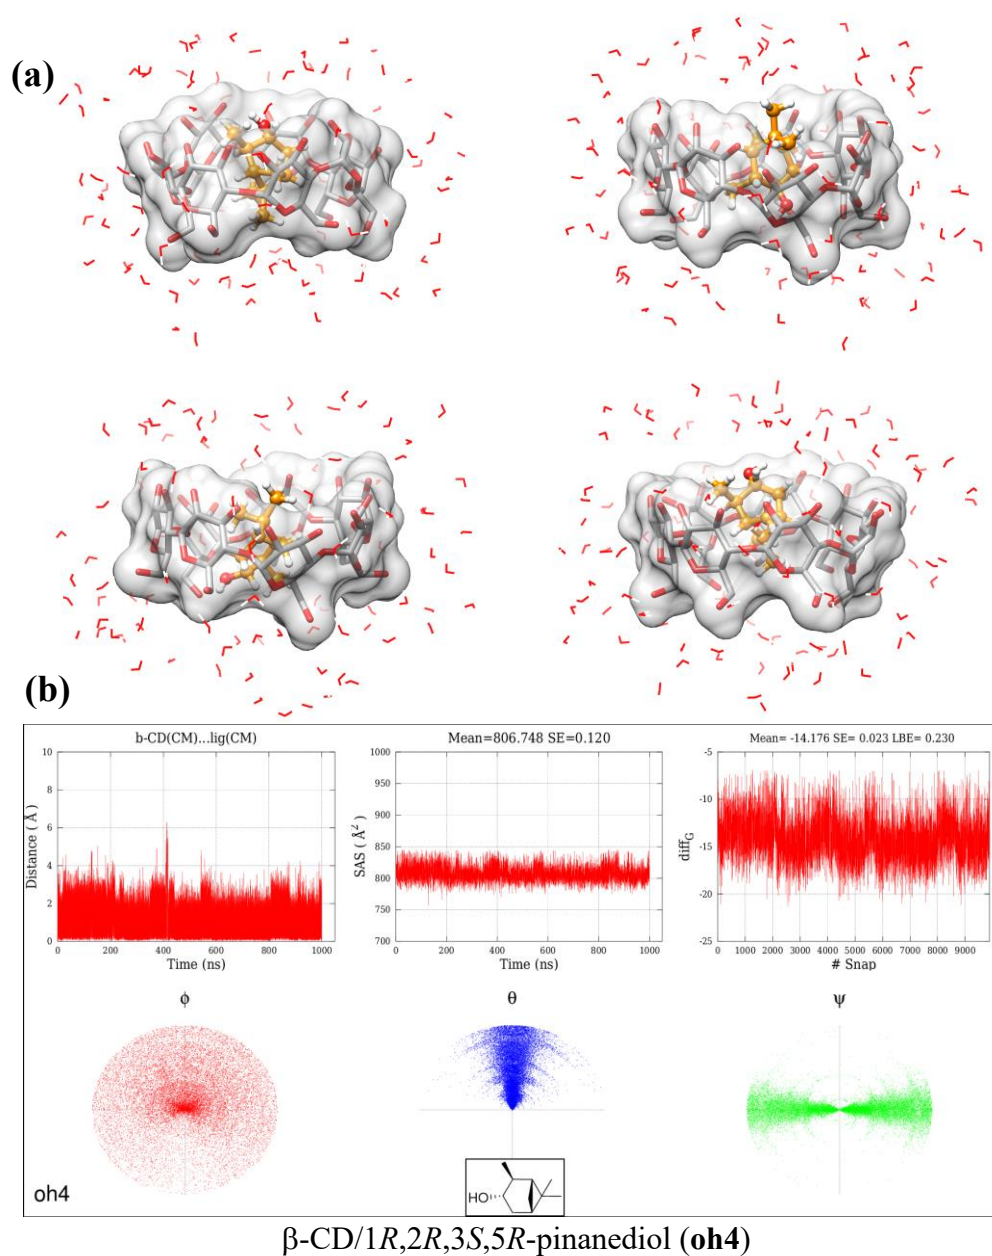 (a)
(b)
b-CD(CM)...lig(CM)
Distance ( Å )
10
8
6
4
2
0
0 200 400 600 800 1000
Time (ns)
Mean=806.748 SE=0.120
SAS ( Å² )
1000
950
900
850
800
750
700
0 200 400 600 800 1000
Time (ns)
Mean= -14.176 SE= 0.023 LBE= 0.230
diff_G
-5
-10
-15
-20
-25
0 1000 2000 3000 4000 5000 6000 7000 8000 9000
# Snap
ϕ θ ψ
HO
oh4
β-CD/1R,2R,3S,5R-pinanediol (oh4)